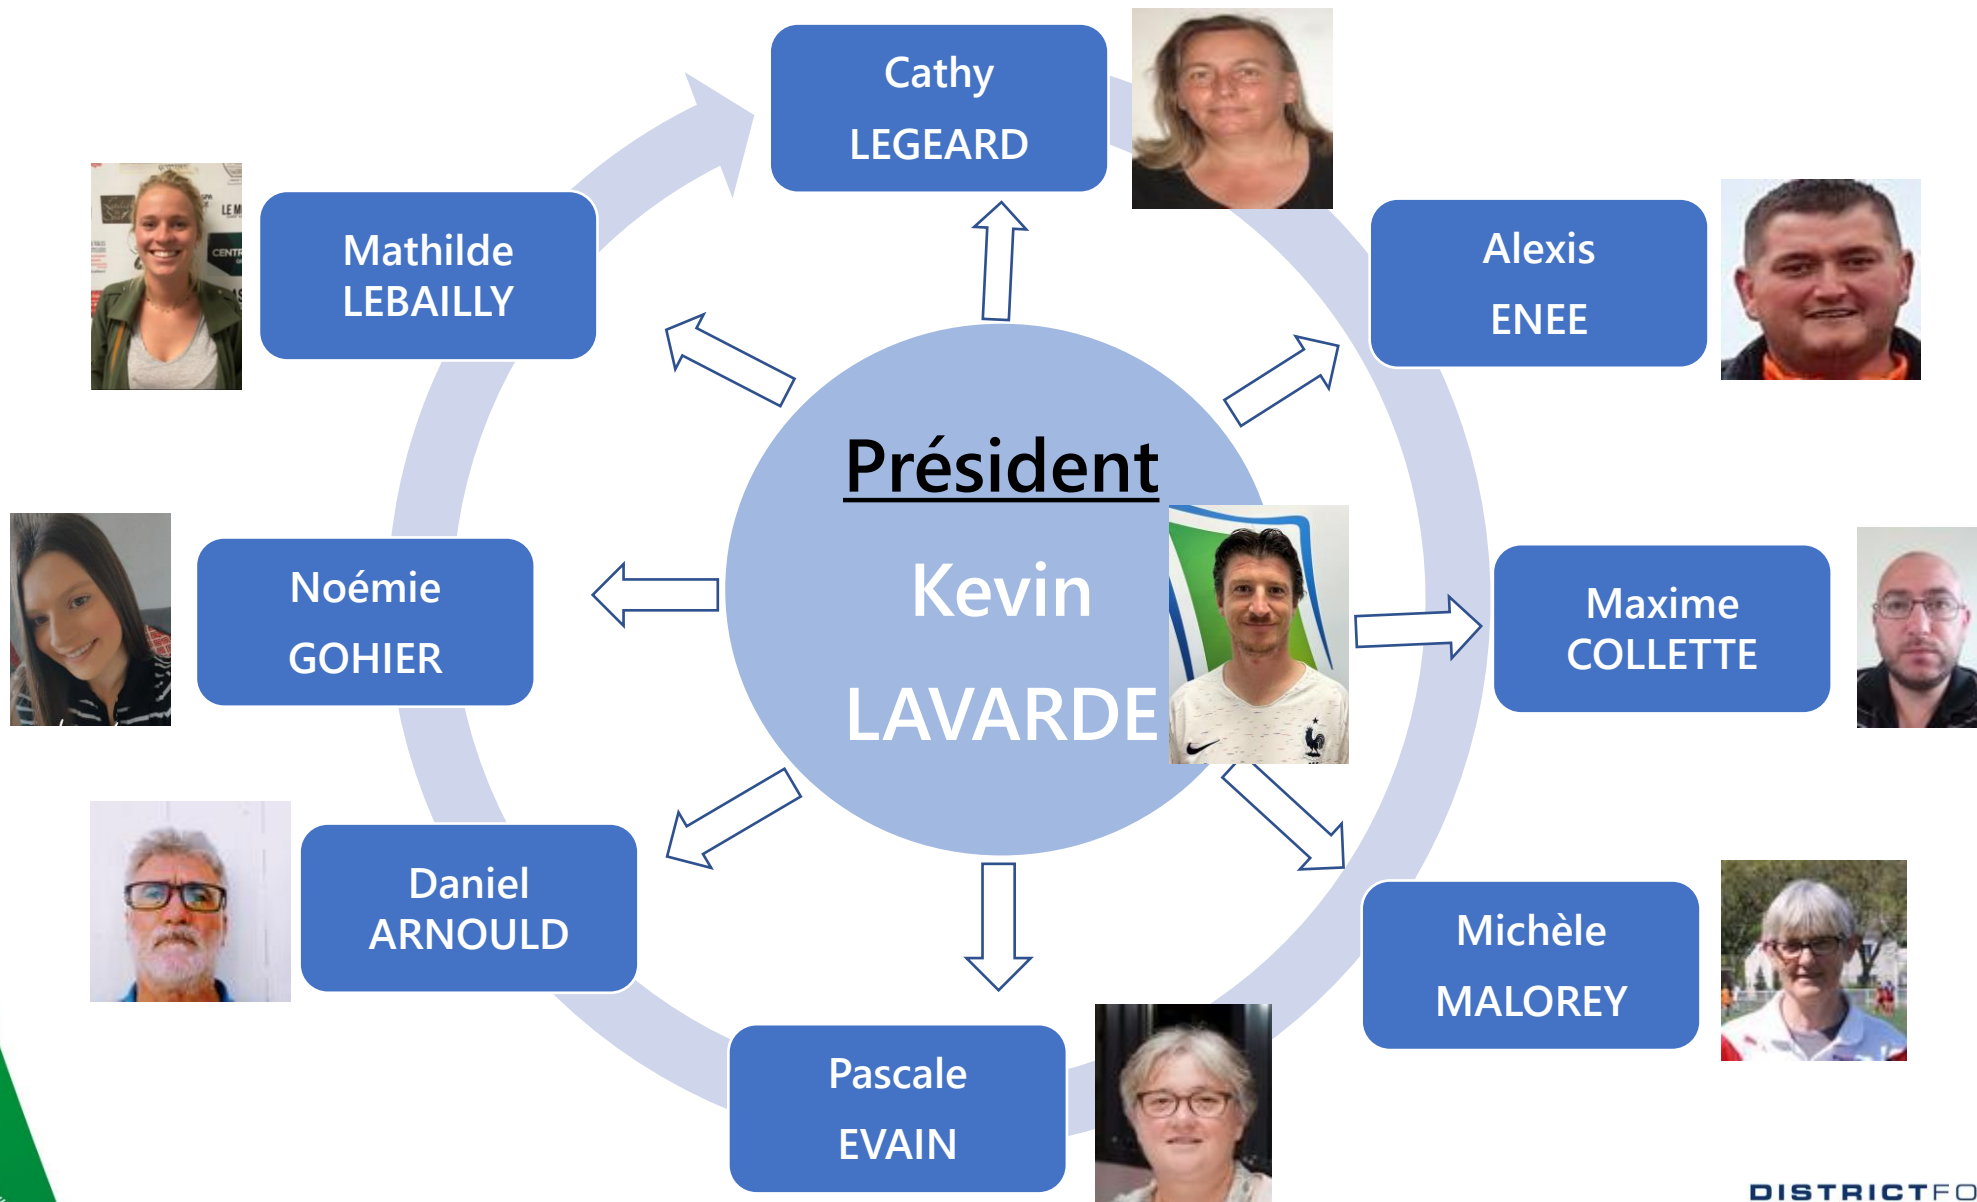 Cathy
LEGEARD
Alexis
ENEE
Mathilde
LEBAILLY
Président
Kevin
LAVARDE
Noémie
GOHIER
Maxime
COLLETTE
Daniel
ARNOULD
Michèle
MALOREY
Pascale
EVAIN
DISTRICTFO